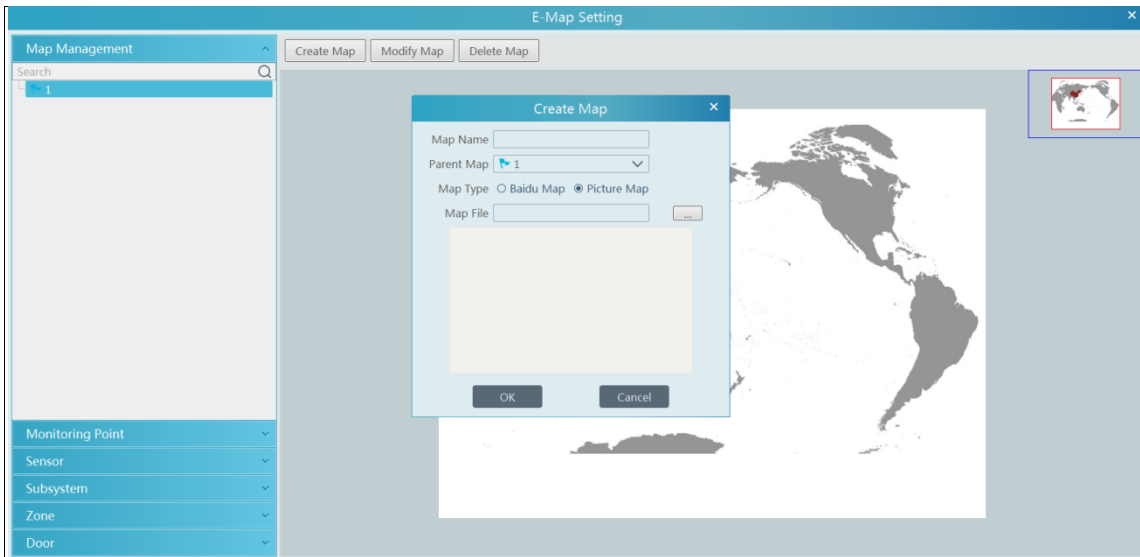 E-Map Setting
Map Management
Search
1
Create Map
Modify Map
Delete Map
Create Map
Map Name
Parent Map
1
Map Type
Baidu Map
Picture Map
Map File
...
OK
Cancel
Monitoring Point
Sensor
Subsystem
Zone
Door